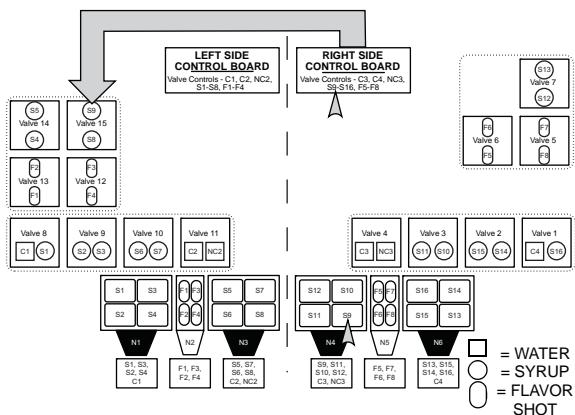 LEFT SIDE
CONTROL BOARD
Valve Controls - C1, C2, NC2,
S1-S8, F1-F4
RIGHT SIDE
CONTROL BOARD
Valve Controls - C3, C4, NC3,
S9-S16, F5-F8
S13
Valve 7
S12
S5
Valve 14
S4
S9
Valve 15
S8
F6
Valve 6
F5
F7
Valve 5
F8
F2
Valve 13
F1
F3
Valve 12
F4
Valve 8
C1 S1
Valve 9
S2 S3
Valve 10
S6 S7
Valve 11
C2 NC2
Valve 4
C3 NC3
Valve 3
S11 S10
Valve 2
S15 S14
Valve 1
C4 S16
S1 S3
S2 S4
F1 F3
F2 F4
S5 S7
S6 S8
S12 S10
S11 S9
F5 F7
F6 F8
S16 S14
S15 S13
N1
N2
N3
N4
N5
N6
S1, S3,
S2, S4
C1
F1, F3,
F2, F4
S5, S7,
S6, S8,
C2, NC2
S9, S11,
S10, S12,
C3, NC3
F5, F7,
F6, F8
S13, S15,
S14, S16,
C4
= WATER
= SYRUP
= FLAVOR
SHOT